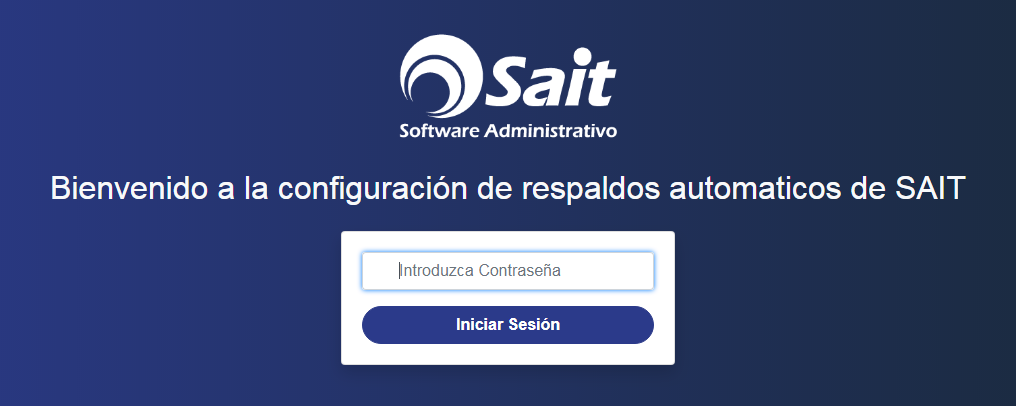 Sait
Software Administrativo
Bienvenido a la configuración de respaldos automaticos de SAIT
Introduzca Contraseña
Iniciar Sesión